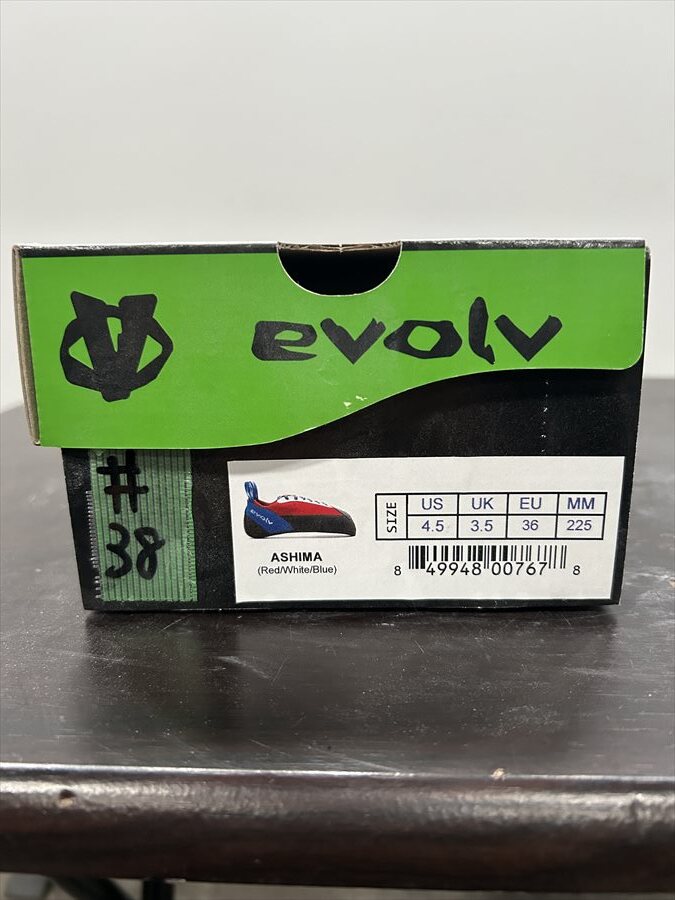 evolv
#
38
evolv
ASHIMA
(Red/White/Blue)
SIZE
US UK EU MM
4.5 3.5 36 225
8 49948 00767 8